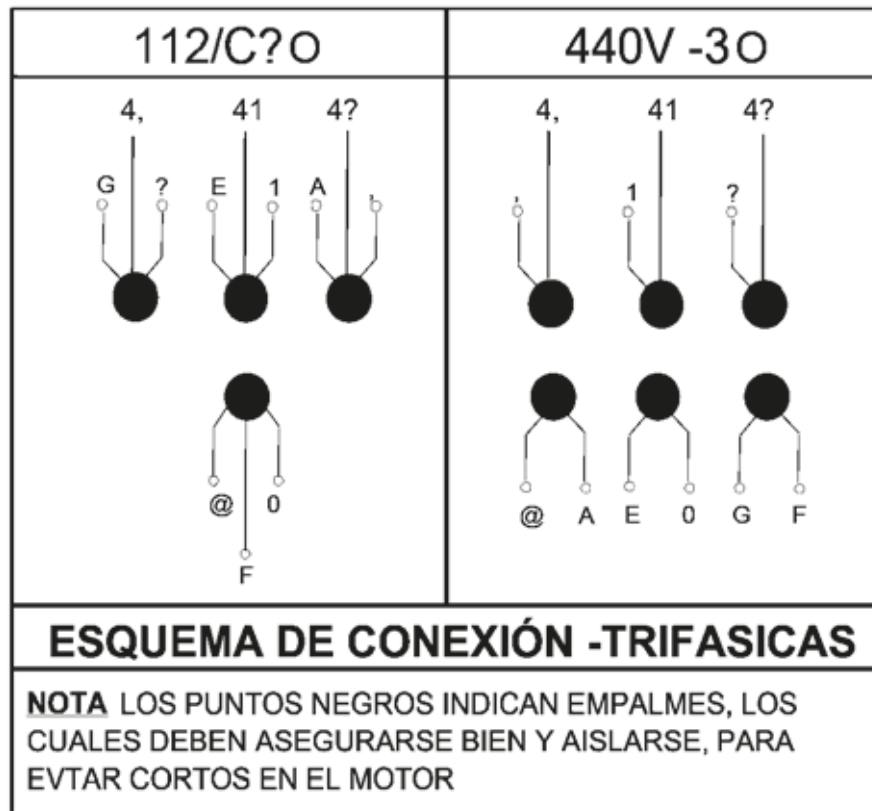 112/C?O
440V -3O
4, 41 4?
4, 41 4?
G ? E 1 A ,
, 1 ?
@ 0
F
@ A E 0 G F
ESQUEMA DE CONEXIÓN -TRIFASICAS
NOTA LOS PUNTOS NEGROS INDICAN EMPALMES, LOS
CUALES DEBEN ASEGURARSE BIEN Y AISLARSE, PARA
EVTAR CORTOS EN EL MOTOR